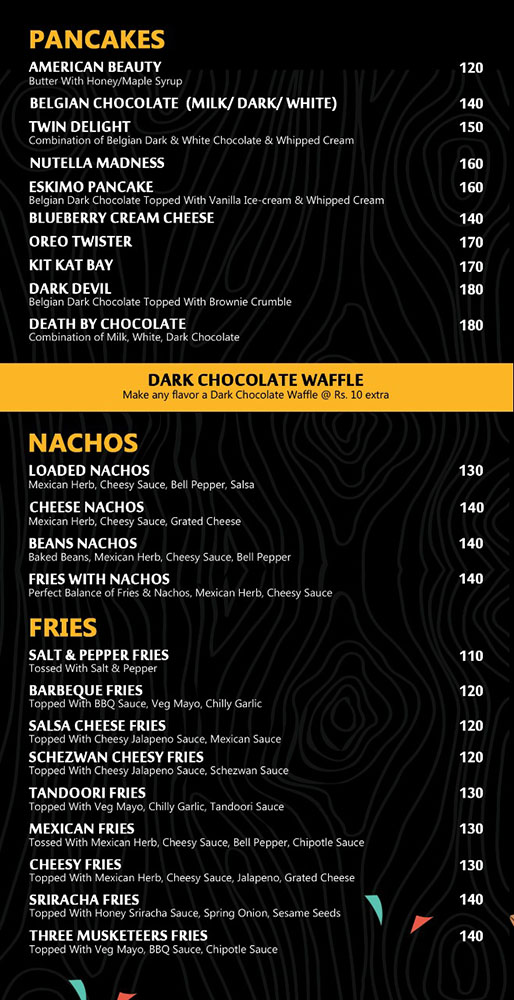 PANCAKES
AMERICAN BEAUTY 120
Butter With Honey/Maple Syrup
BELGIAN CHOCOLATE (MILK/ DARK/ WHITE) 140
TWIN DELIGHT 150
Combination of Belgian Dark & White Chocolate & Whipped Cream
NUTELLA MADNESS 160
ESKIMO PANCAKE 160
Belgian Dark Chocolate Topped With Vanilla Ice-cream & Whipped Cream
BLUEBERRY CREAM CHEESE 140
OREO TWISTER 170
KIT KAT BAY 170
DARK DEVIL 180
Belgian Dark Chocolate Topped With Brownie Crumble
DEATH BY CHOCOLATE 180
Combination of Milk, White, Dark Chocolate
DARK CHOCOLATE WAFFLE
Make any flavor a Dark Chocolate Waffle @ Rs. 10 extra
NACHOS
LOADED NACHOS 130
Mexican Herb, Cheesy Sauce, Bell Pepper, Salsa
CHEESE NACHOS 140
Mexican Herb, Cheesy Sauce, Grated Cheese
BEANS NACHOS 140
Baked Beans, Mexican Herb, Cheesy Sauce, Bell Pepper
FRIES WITH NACHOS 140
Perfect Balance of Fries & Nachos, Mexican Herb, Cheesy Sauce
FRIES
SALT & PEPPER FRIES 110
Tossed With Salt & Pepper
BARBEQUE FRIES 120
Topped With BBQ Sauce, Veg Mayo, Chilly Garlic
SALSA CHEESE FRIES 120
Topped With Cheesy Jalapeno Sauce, Mexican Sauce
SCHEZWAN CHEESY FRIES 120
Topped With Cheesy Jalapeno Sauce, Schezwan Sauce
TANDOORI FRIES 130
Topped With Veg Mayo, Chilly Garlic, Tandoori Sauce
MEXICAN FRIES 130
Tossed With Mexican Herb, Cheesy Sauce, Bell Pepper, Chipotle Sauce
CHEESY FRIES 130
Topped With Mexican Herb, Cheesy Sauce, Jalapeno, Grated Cheese
SRIRACHA FRIES 140
Topped With Honey Sriracha Sauce, Spring Onion, Sesame Seeds
THREE MUSKETEERS FRIES 140
Topped With Veg Mayo, BBQ Sauce, Chipotle Sauce